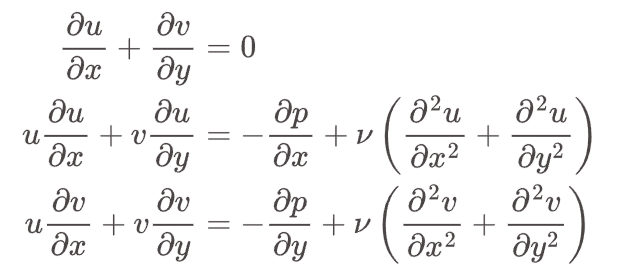 ∂u/∂x + ∂v/∂y = 0
u ∂u/∂x + v ∂u/∂y = −∂p/∂x + ν (∂²u/∂x² + ∂²u/∂y²)
u ∂v/∂x + v ∂v/∂y = −∂p/∂y + ν (∂²v/∂x² + ∂²v/∂y²)